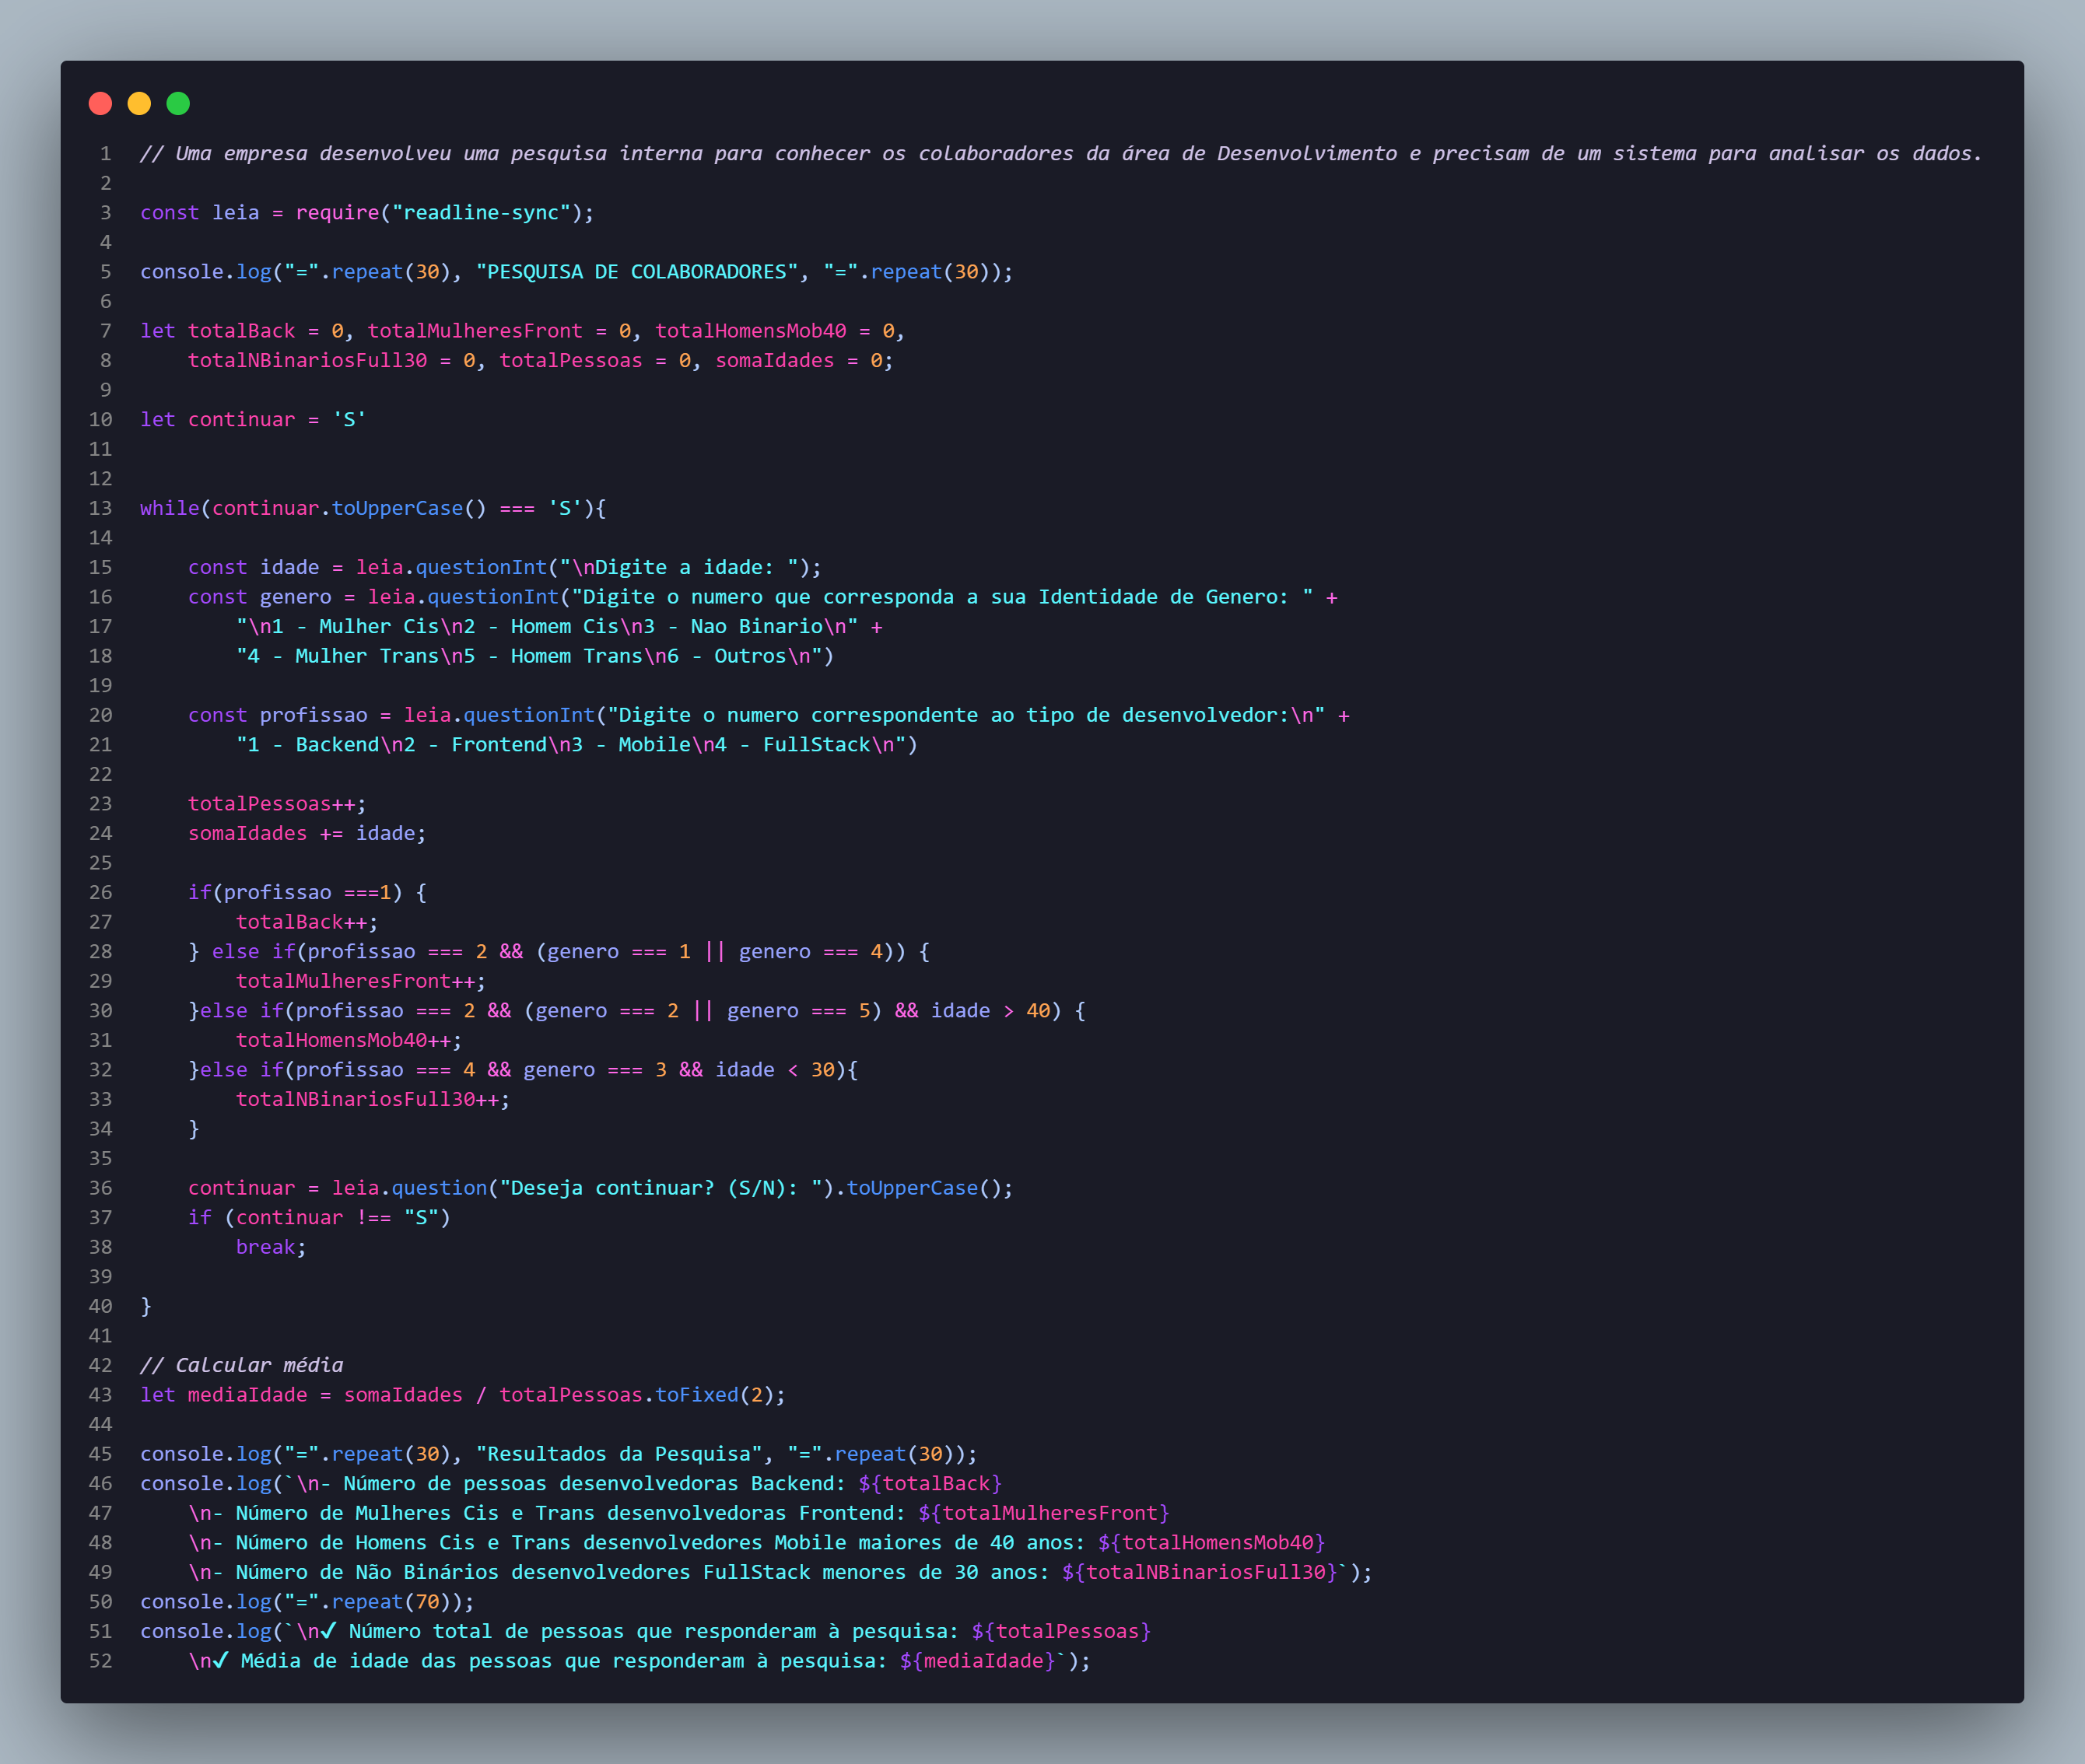 1 // Uma empresa desenvolveu uma pesquisa interna para conhecer os colaboradores da área de Desenvolvimento e precisam de um sistema para analisar os dados.
2
3 const leia = require("readline-sync");
4
5 console.log("=".repeat(30), "PESQUISA DE COLABORADORES", "=".repeat(30));
6
7 let totalBack = 0, totalMulheresFront = 0, totalHomensMob40 = 0,
8     totalNBinariosFull30 = 0, totalPessoas = 0, somaIdades = 0;
9
10 let continuar = 'S'
11
12
13 while(continuar.toUpperCase() === 'S'){
14
15     const idade = leia.questionInt("\nDigite a idade: ");
16     const genero = leia.questionInt("Digite o numero que corresponda a sua Identidade de Genero: " +
17         "\n1 - Mulher Cis\n2 - Homem Cis\n3 - Nao Binario\n" +
18         "4 - Mulher Trans\n5 - Homem Trans\n6 - Outros\n")
19
20     const profissao = leia.questionInt("Digite o numero correspondente ao tipo de desenvolvedor:\n" +
21         "1 - Backend\n2 - Frontend\n3 - Mobile\n4 - FullStack\n")
22
23     totalPessoas++;
24     somaIdades += idade;
25
26     if(profissao ===1) {
27         totalBack++;
28     } else if(profissao === 2 && (genero === 1 || genero === 4)) {
29         totalMulheresFront++;
30     }else if(profissao === 2 && (genero === 2 || genero === 5) && idade > 40) {
31         totalHomensMob40++;
32     }else if(profissao === 4 && genero === 3 && idade < 30){
33         totalNBinariosFull30++;
34     }
35
36     continuar = leia.question("Deseja continuar? (S/N): ").toUpperCase();
37     if (continuar !== "S")
38         break;
39
40 }
41
42 // Calcular média
43 let mediaIdade = somaIdades / totalPessoas.toFixed(2);
44
45 console.log("=".repeat(30), "Resultados da Pesquisa", "=".repeat(30));
46 console.log(`\n- Número de pessoas desenvolvedoras Backend: ${totalBack}
47     \n- Número de Mulheres Cis e Trans desenvolvedoras Frontend: ${totalMulheresFront}
48     \n- Número de Homens Cis e Trans desenvolvedores Mobile maiores de 40 anos: ${totalHomensMob40}
49     \n- Número de Não Binários desenvolvedores FullStack menores de 30 anos: ${totalNBinariosFull30}`);
50 console.log("=".repeat(70));
51 console.log(`\n✔ Número total de pessoas que responderam à pesquisa: ${totalPessoas}
52     \n✔ Média de idade das pessoas que responderam à pesquisa: ${mediaIdade}`);